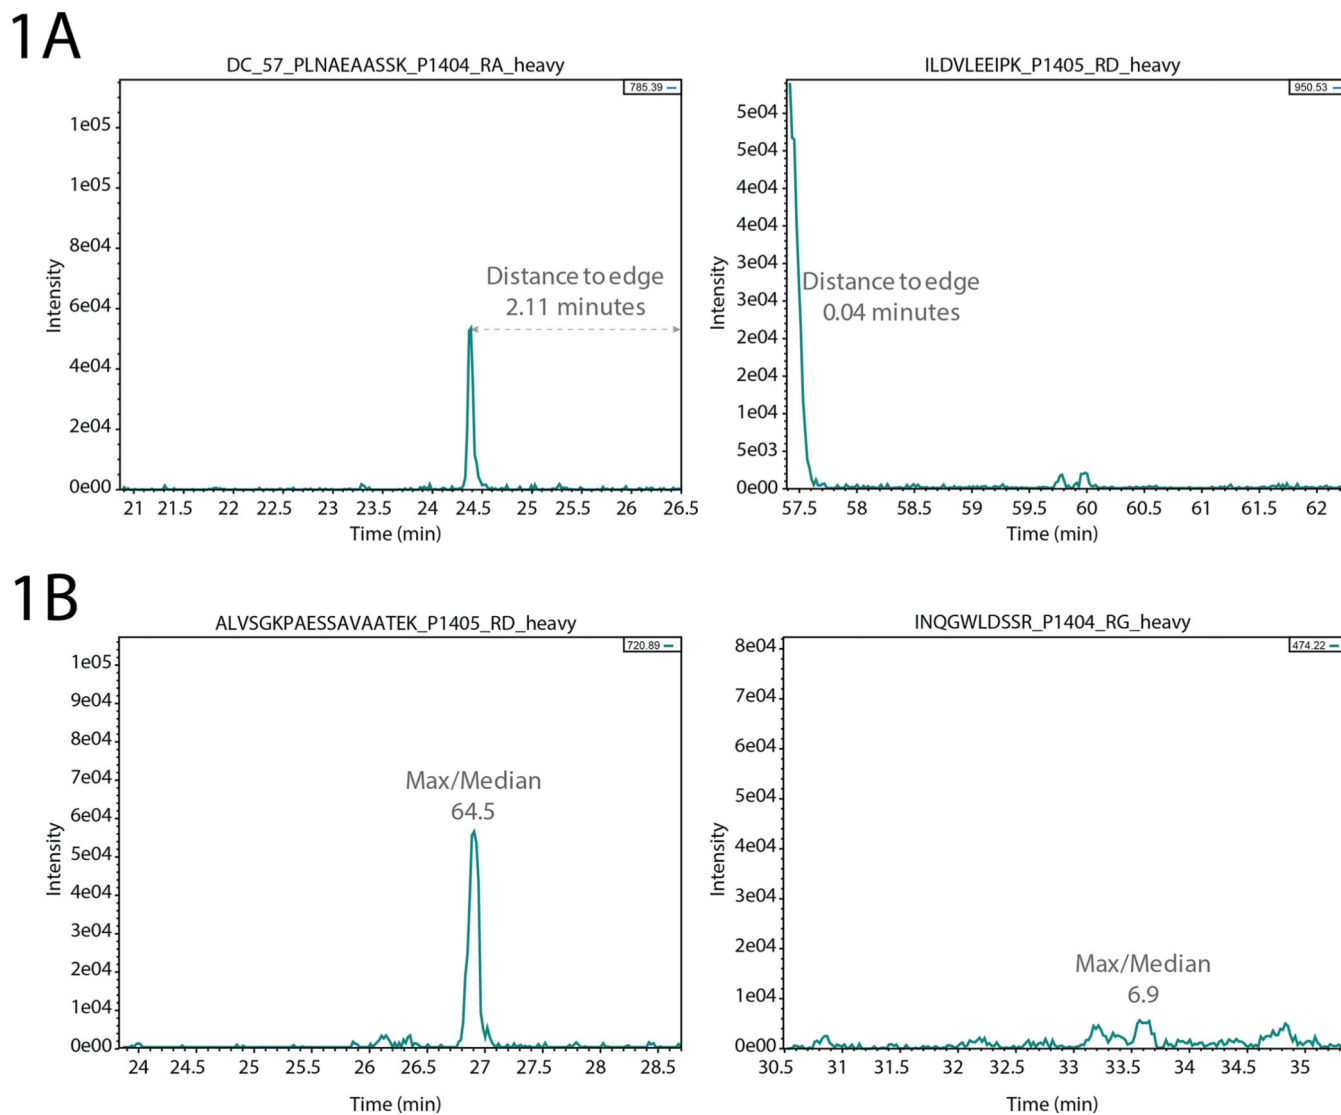 1A
DC_57_PLNAEAASSK_P1404_RA_heavy
785.39
1e05
1e05
8e04
6e04
4e04
2e04
0e00
Intensity
Distance to edge
2.11 minutes
21 21.5 22 22.5 23 23.5 24 24.5 25 25.5 26 26.5
Time (min)
ILDVLEEIPK_P1405_RD_heavy
950.53
5e04
5e04
4e04
4e04
3e04
3e04
2e04
2e04
1e04
5e03
0e00
Intensity
Distance to edge
0.04 minutes
57.5 58 58.5 59 59.5 60 60.5 61 61.5 62
Time (min)
1B
ALVSGKPAESSAVAATEK_P1405_RD_heavy
720.89
1e05
9e04
8e04
7e04
6e04
5e04
4e04
3e04
2e04
1e04
0e00
Intensity
Max/Median
64.5
24 24.5 25 25.5 26 26.5 27 27.5 28 28.5
Time (min)
INQGWLDSSR_P1404_RG_heavy
474.22
8e04
7e04
6e04
5e04
4e04
3e04
2e04
1e04
0e00
Intensity
Max/Median
6.9
30.5 31 31.5 32 32.5 33 33.5 34 34.5 35
Time (min)